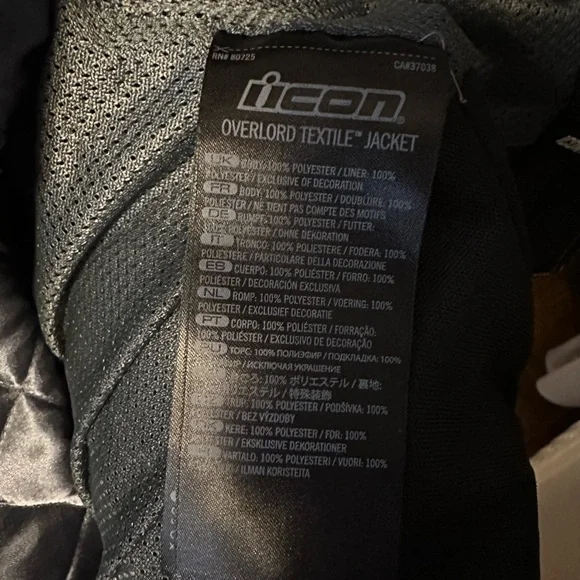 RN# 80725 CA#37038
icon
OVERLORD TEXTILE™ JACKET
UK BODY: 100% POLYESTER / LINER: 100%
POLYESTER / EXCLUSIVE OF DECORATION
FR BODY: 100% POLYESTER / DOUBLURE: 100%
POLIESTER / NE TIENT PAS COMPTE DES MOTIFS
DE RUMPF: 100% POLYESTER / FUTTER:
POLYESTER / OHNE DEKORATION
IT TRONCO: 100% POLIESTERE / FODERA: 100%
POLIESTERE / PARTICOLARE DELLA DECORAZIONE
ES CUERPO: 100% POLIÉSTER / FORRO: 100%
POLIÉSTER / DECORACIÓN EXCLUSIVA
NL ROMP: 100% POLYESTER / VOERING: 100%
POLYESTER / EXCLUSIEF DECORATIE
PT CORPO: 100% POLIÉSTER / FORRAÇÃO:
100% POLIÉSTER / EXCLUSIVO DE DECORAÇÃO
ТОРС: 100% ПОЛИЭФИР / ПОДКЛАДКА: 100%
/ ИСКЛЮЧАЯ УКРАШЕНИЕ
100% ポリエステル / 裏地:
ポリエステル / 特殊装飾
100% POLYESTER / PODŠÍVKA: 100%
/ BEZ VÝZDOBY
KERE: 100% POLYESTER / FOR: 100%
/ EKSKLUSIVE DEKORATIONER
VARTALO: 100% POLYESTERI / VUORI: 100%
/ ILMAN KORISTEITA